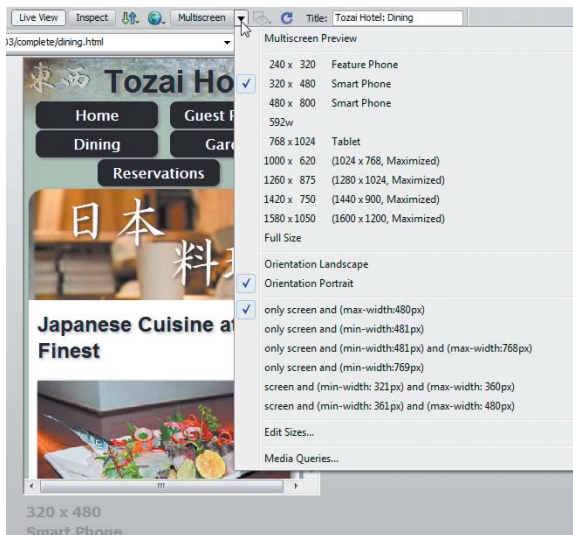 Live View Inspect Multiscreen Title: Tozai Hotel: Dining
03/complete/dining.html
Multiscreen Preview
240 x 320 Feature Phone
320 x 480 Smart Phone
480 x 800 Smart Phone
592w
768 x 1024 Tablet
1000 x 620 (1024 x 768, Maximized)
1260 x 875 (1280 x 1024, Maximized)
1420 x 750 (1440 x 900, Maximized)
1580 x 1050 (1600 x 1200, Maximized)
Full Size
Orientation Landscape
Orientation Portrait
only screen and (max-width:480px)
only screen and (min-width:481px)
only screen and (min-width:481px) and (max-width:768px)
only screen and (min-width:769px)
screen and (min-width: 321px) and (max-width: 360px)
screen and (min-width: 361px) and (max-width: 480px)
Edit Sizes...
Media Queries...
東西 Tozai Ho
Home Guest
Dining Gar
Reservations
日本
料
Japanese Cuisine at
Finest
320 x 480
Smart Phone